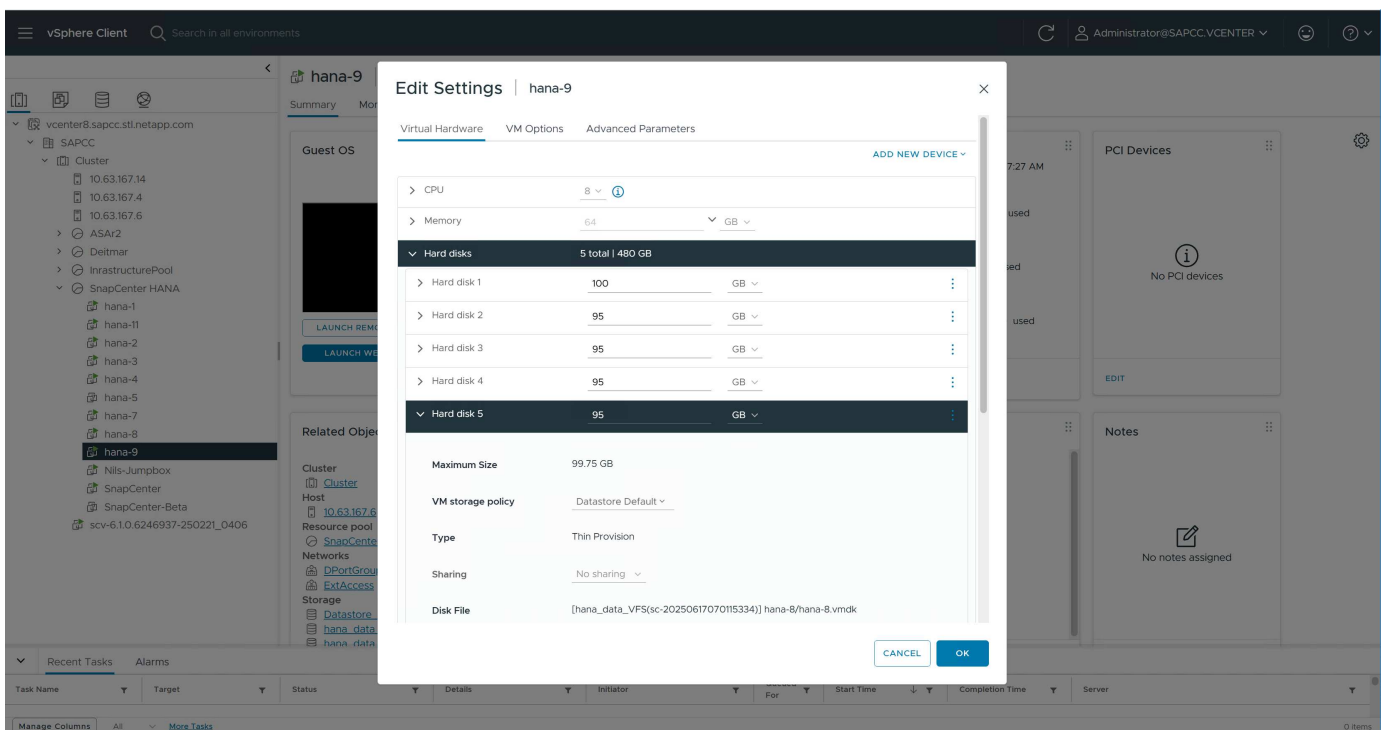 vSphere Client Search in all environments Administrator@SAPCC.VCENTER
hana-9
Summary
vcenter8.sapcc.stl.netapp.com
SAPCC
Cluster
10.63.167.14
10.63.167.4
10.63.167.6
ASAr2
Deitmar
InrastructurePool
SnapCenter HANA
hana-1
hana-11
hana-2
hana-3
hana-4
hana-5
hana-7
hana-8
hana-9
Nils-Jumpbox
SnapCenter
SnapCenter-Beta
scv-6.1.0.6246937-250221_0406
Guest OS
LAUNCH REMO
LAUNCH WE
Related Objec
Cluster
Cluster
Host
10.63.167.6
Resource pool
SnapCente
Networks
DPortGrou
ExtAccess
Storage
Datastore_
hana_data_
hana_data
Edit Settings | hana-9
Virtual Hardware VM Options Advanced Parameters
ADD NEW DEVICE
CPU 8
Memory 64 GB
Hard disks 5 total | 480 GB
Hard disk 1 100 GB
Hard disk 2 95 GB
Hard disk 3 95 GB
Hard disk 4 95 GB
Hard disk 5 95 GB
Maximum Size 99.75 GB
VM storage policy Datastore Default
Type Thin Provision
Sharing No sharing
Disk File [hana_data_VFS(sc-20250617070115334)] hana-8/hana-8.vmdk
CANCEL OK
7:27 AM
used
sed
used
PCI Devices
No PCI devices
EDIT
Notes
No notes assigned
Recent Tasks Alarms
Task Name Target Status Details Initiator For Start Time Completion Time Server
Manage Columns All More Tasks 0 items